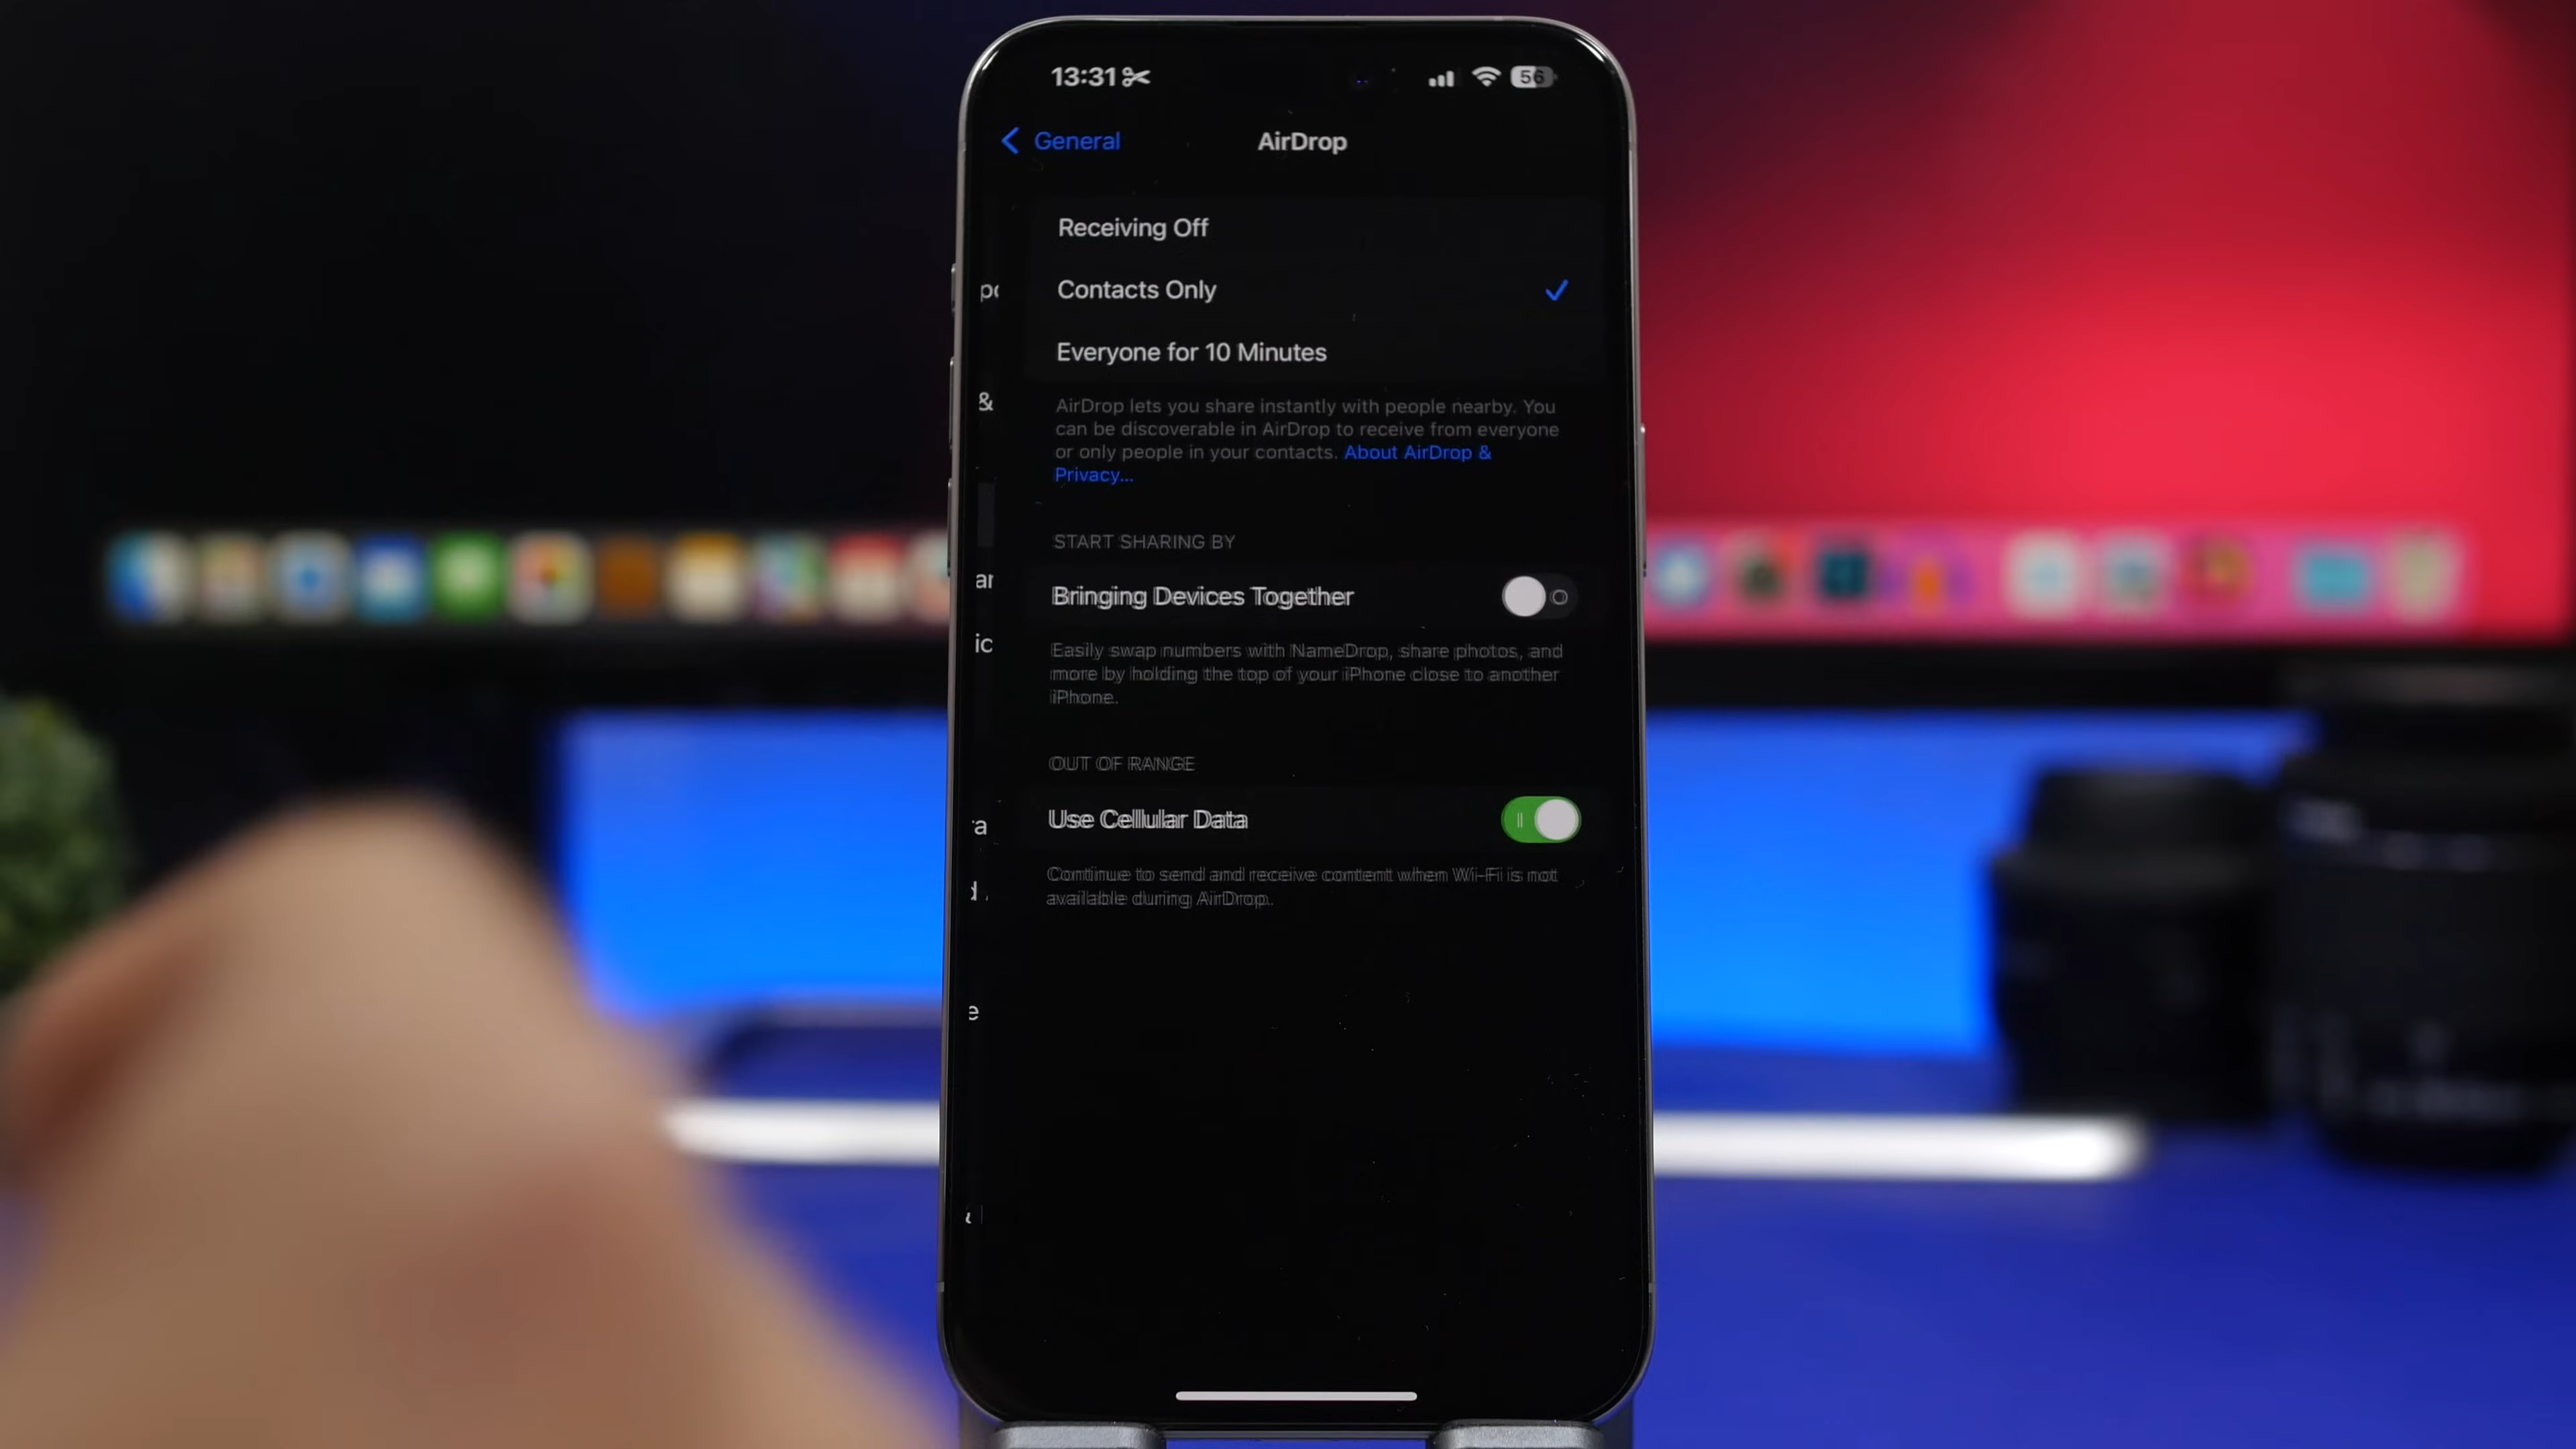 13:31
56
General
AirDrop
Receiving Off
Contacts Only
Everyone for 10 Minutes
AirDrop lets you share instantly with people nearby. You
can be discoverable in AirDrop to receive from everyone
or only people in your contacts. About AirDrop &
Privacy...
START SHARING BY
Bringing Devices Together
Easily swap numbers with NameDrop, share photos, and
more by holding the top of your iPhone close to another
iPhone.
OUT OF RANGE
Use Cellular Data
Continue to send and receive content when Wi-Fi is not
available during AirDrop.